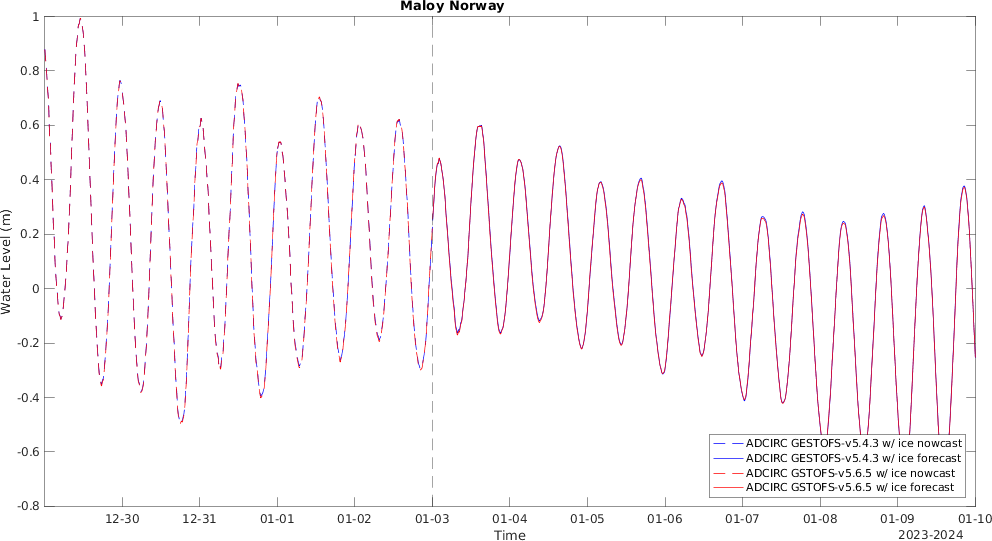 Maloy Norway
1
0.8
0.6
0.4
0.2
0
-0.2
-0.4
-0.6
-0.8
Water Level (m)
ADCIRC GESTOFS-v5.4.3 w/ ice nowcast
ADCIRC GESTOFS-v5.4.3 w/ ice forecast
ADCIRC GSTOFS-v5.6.5 w/ ice nowcast
ADCIRC GSTOFS-v5.6.5 w/ ice forecast
12-30 12-31 01-01 01-02 01-03 01-04 01-05 01-06 01-07 01-08 01-09 01-10
Time
2023-2024